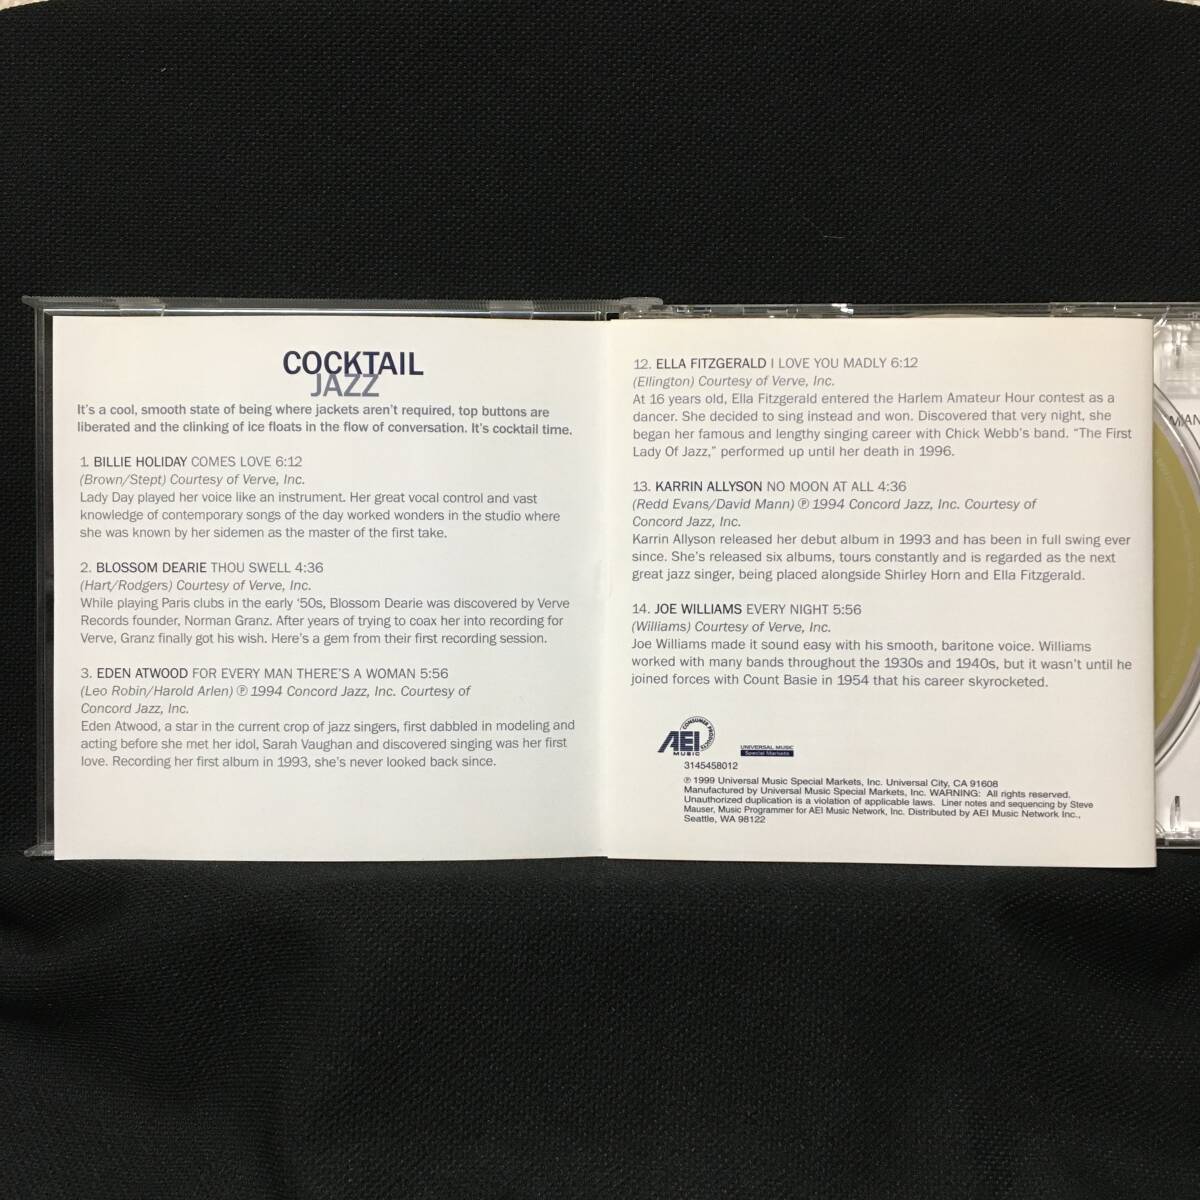 COCKTAIL
JAZZ
It's a cool, smooth state of being where jackets aren't required, top buttons are
liberated and the clinking of ice floats in the flow of conversation. It's cocktail time.
1. BILLIE HOLIDAY COMES LOVE 6:12
(Brown/Stept) Courtesy of Verve, Inc.
Lady Day played her voice like an instrument. Her great vocal control and vast
knowledge of contemporary songs of the day worked wonders in the studio where
she was known by her sidemen as the master of the first take.
2. BLOSSOM DEARIE THOU SWELL 4:36
(Hart/Rodgers) Courtesy of Verve, Inc.
While playing Paris clubs in the early '50s, Blossom Dearie was discovered by Verve
Records founder, Norman Granz. After years of trying to coax her into recording for
Verve, Granz finally got his wish. Here's a gem from their first recording session.
3. EDEN ATWOOD FOR EVERY MAN THERE'S A WOMAN 5:56
(Leo Robin/Harold Arlen) ℗ 1994 Concord Jazz, Inc. Courtesy of
Concord Jazz, Inc.
Eden Atwood, a star in the current crop of jazz singers, first dabbled in modeling and
acting before she met her idol, Sarah Vaughan and discovered singing was her first
love. Recording her first album in 1993, she's never looked back since.
12. ELLA FITZGERALD I LOVE YOU MADLY 6:12
(Ellington) Courtesy of Verve, Inc.
At 16 years old, Ella Fitzgerald entered the Harlem Amateur Hour contest as a
dancer. She decided to sing instead and won. Discovered that very night, she
began her famous and lengthy singing career with Chick Webb's band. "The First
Lady Of Jazz," performed up until her death in 1996.
13. KARRIN ALLYSON NO MOON AT ALL 4:36
(Redd Evans/David Mann) ℗ 1994 Concord Jazz, Inc. Courtesy of
Concord Jazz, Inc.
Karrin Allyson released her debut album in 1993 and has been in full swing ever
since. She's released six albums, tours constantly and is regarded as the next
great jazz singer, being placed alongside Shirley Horn and Ella Fitzgerald.
14. JOE WILLIAMS EVERY NIGHT 5:56
(Williams) Courtesy of Verve, Inc.
Joe Williams made it sound easy with his smooth, baritone voice. Williams
worked with many bands throughout the 1930s and 1940s, but it wasn't until he
joined forces with Count Basie in 1954 that his career skyrocketed.
CONSUMER PRODUCTS
AEI
MUSIC
UNIVERSAL MUSIC
Special Markets
3145458012
℗ 1999 Universal Music Special Markets, Inc. Universal City, CA 91608
Manufactured by Universal Music Special Markets, Inc. WARNING: All rights reserved.
Unauthorized duplication is a violation of applicable laws. Liner notes and sequencing by Steve
Mauser, Music Programmer for AEI Music Network, Inc. Distributed by AEI Music Network Inc.,
Seattle, WA 98122
MAN